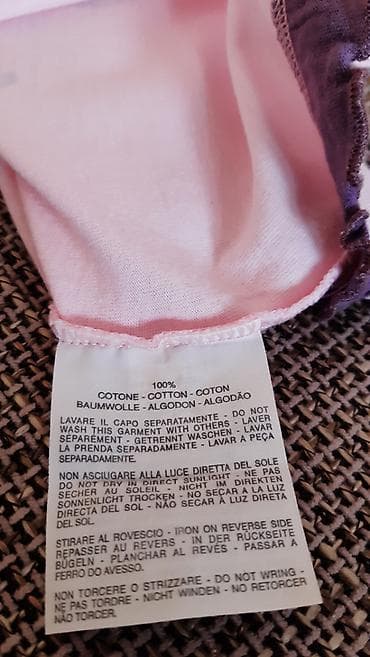 100%
COTONE - COTTON - COTON
BAUMWOLLE - ALGODON - ALGODÃO
LAVARE IL CAPO SEPARATAMENTE - DO NOT
WASH THIS GARMENT WITH OTHERS - LAVER
SÉPARÉMENT - GETRENNT WASCHEN - LAVAR
LA PRENDA SEPARADAMENTE - LAVAR A PEÇA
SEPARADAMENTE.
NON ASCIUGARE ALLA LUCE DIRETTA DEL SOLE
DO NOT DRY IN DIRECT SUNLIGHT - NE PAS
SECHER AU SOLEIL - NICHT IM DIREKTEN
SONNENLICHT TROCKEN - NO SECAR A LA LUZ
DIRECTA DEL SOL - NÃO SECAR À LUZ DIRETA
DEL SOL.
STIRARE AL ROVESCIO - IRON ON REVERSE SIDE
REPASSER AU REVERS - IN DER RÜCKSEITE
BÜGELN - PLANCHAR AL REVÉS - PASSAR A
FERRO DO AVESSO.
NON TORCERE O STRIZZARE - DO NOT WRING -
NE PAS TORDRE - NICHT WINDEN - NO RETORCER
NÃO TORCER.